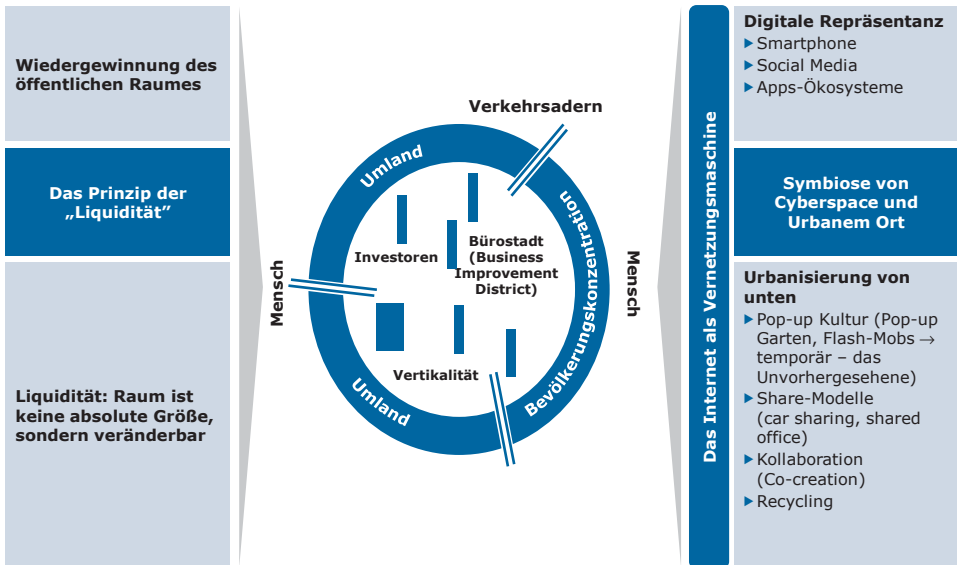 Wiedergewinnung des
öffentlichen Raumes
Das Prinzip der
„Liquidität”
Liquidität: Raum ist
keine absolute Größe,
sondern veränderbar
Mensch
Verkehrsadern
Umland
Investoren
Bürostadt
(Business
Improvement
District)
Vertikalität
Umland
Bevölkerungskonzentration
Mensch
Das Internet als Vernetzungsmaschine
Digitale Repräsentanz
▶ Smartphone
▶ Social Media
▶ Apps-Ökosysteme
Symbiose von
Cyberspace und
Urbanem Ort
Urbanisierung von
unten
▶ Pop-up Kultur (Pop-up
Garten, Flash-Mobs →
temporär – das
Unvorhergesehene)
▶ Share-Modelle
(car sharing, shared
office)
▶ Kollaboration
(Co-creation)
▶ Recycling